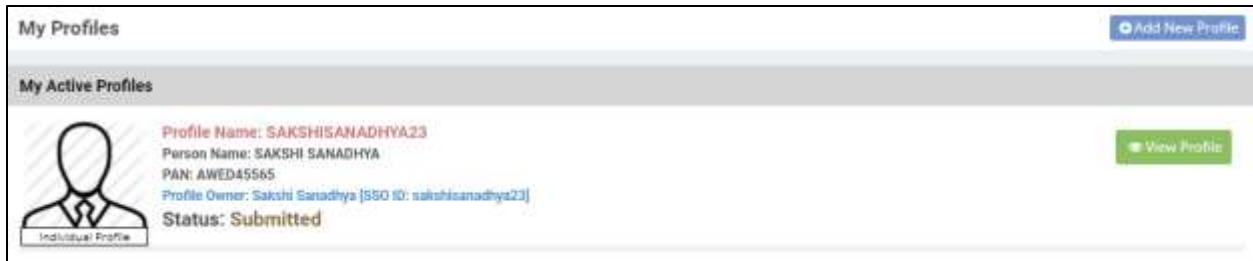 My Profiles
Add New Profile
My Active Profiles
Profile Name: SAKSHISANADHYA23
Person Name: SAKSHI SANADHYA
PAN: AWED45565
Profile Owner: Sakshi Sanadhya [SSO ID: sakshisanadhya23]
Status: Submitted
View Profile
Individual Profile